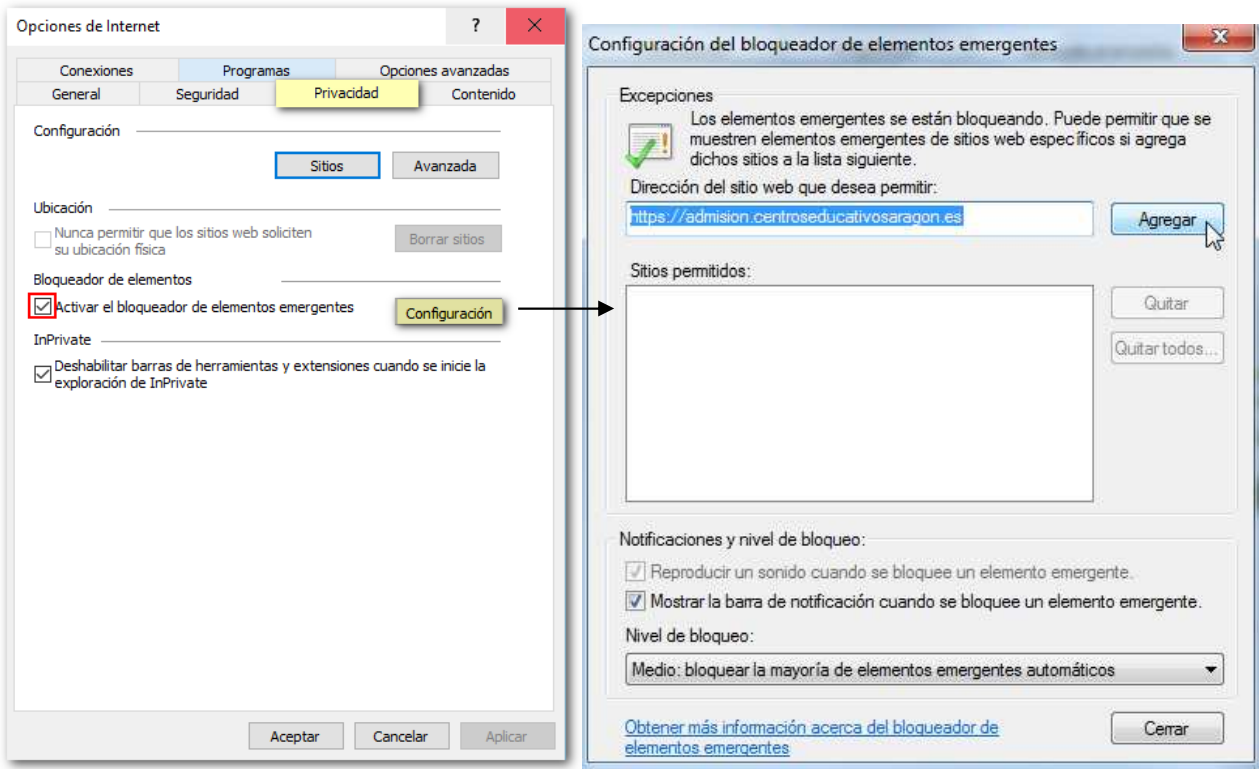 Opciones de Internet
?
Conexiones
Programas
Opciones avanzadas
General
Seguridad
Privacidad
Contenido
Configuración
Sitios
Avanzada
Ubicación
Nunca permitir que los sitios web soliciten
su ubicación física
Borrar sitios
Bloqueador de elementos
Activar el bloqueador de elementos emergentes
Configuración
InPrivate
Deshabilitar barras de herramientas y extensiones cuando se inicie la
exploración de InPrivate
Aceptar
Cancelar
Aplicar
Configuración del bloqueador de elementos emergentes
Excepciones
Los elementos emergentes se están bloqueando. Puede permitir que se
muestren elementos emergentes de sitios web específicos si agrega
dichos sitios a la lista siguiente.
Dirección del sitio web que desea permitir:
https://admision.centroseducativosaragon.es
Agregar
Sitios permitidos:
Quitar
Quitar todos...
Notificaciones y nivel de bloqueo:
Reproducir un sonido cuando se bloquee un elemento emergente.
Mostrar la barra de notificación cuando se bloquee un elemento emergente.
Nivel de bloqueo:
Medio: bloquear la mayoría de elementos emergentes automáticos
Obtener más información acerca del bloqueador de
elementos emergentes
Cerrar